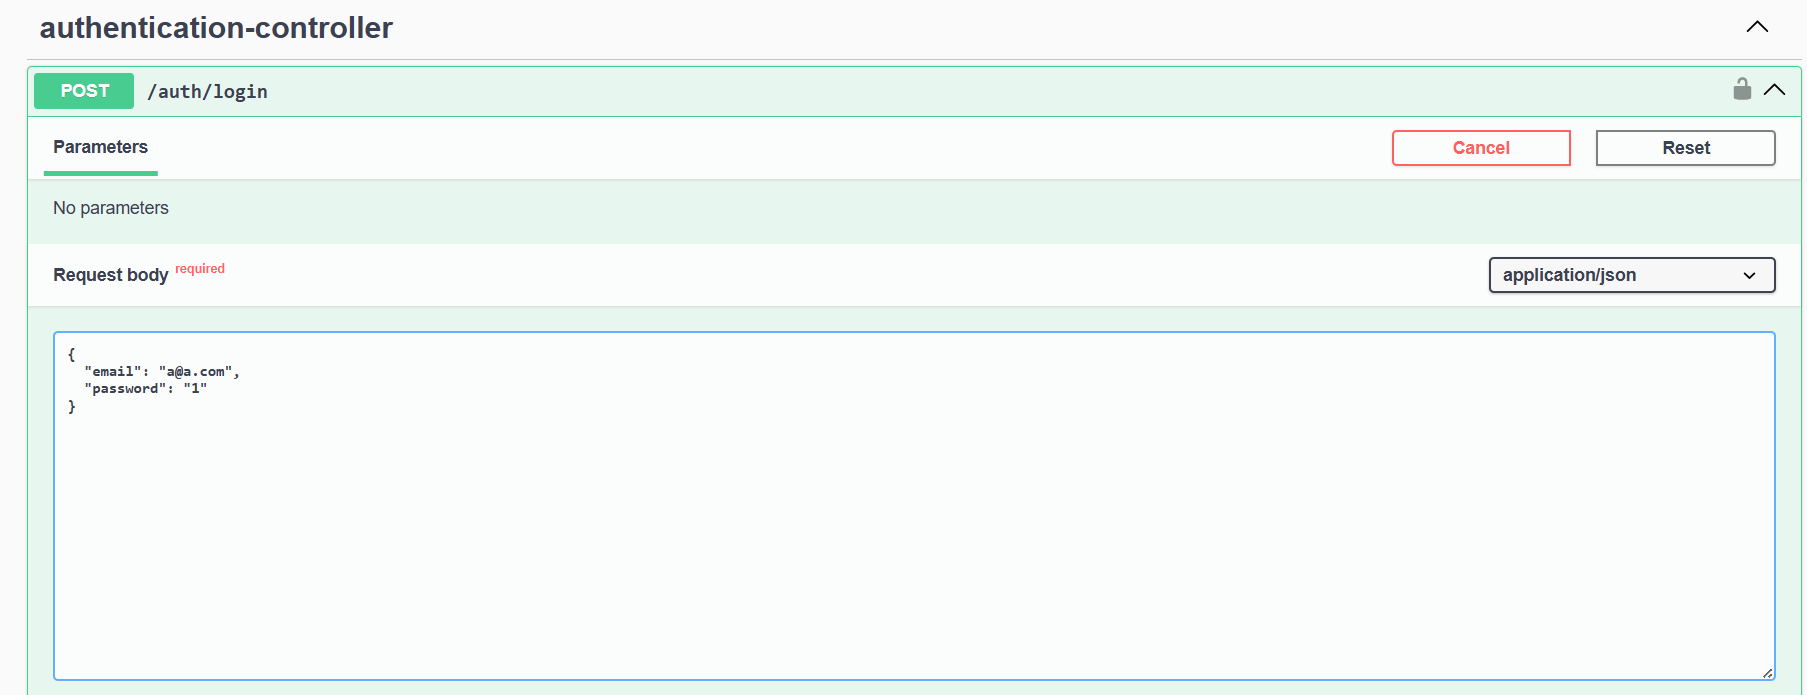 authentication-controller
POST /auth/login
Parameters
Cancel
Reset
No parameters
Request body required
application/json
{
  "email": "a@a.com",
  "password": "1"
}